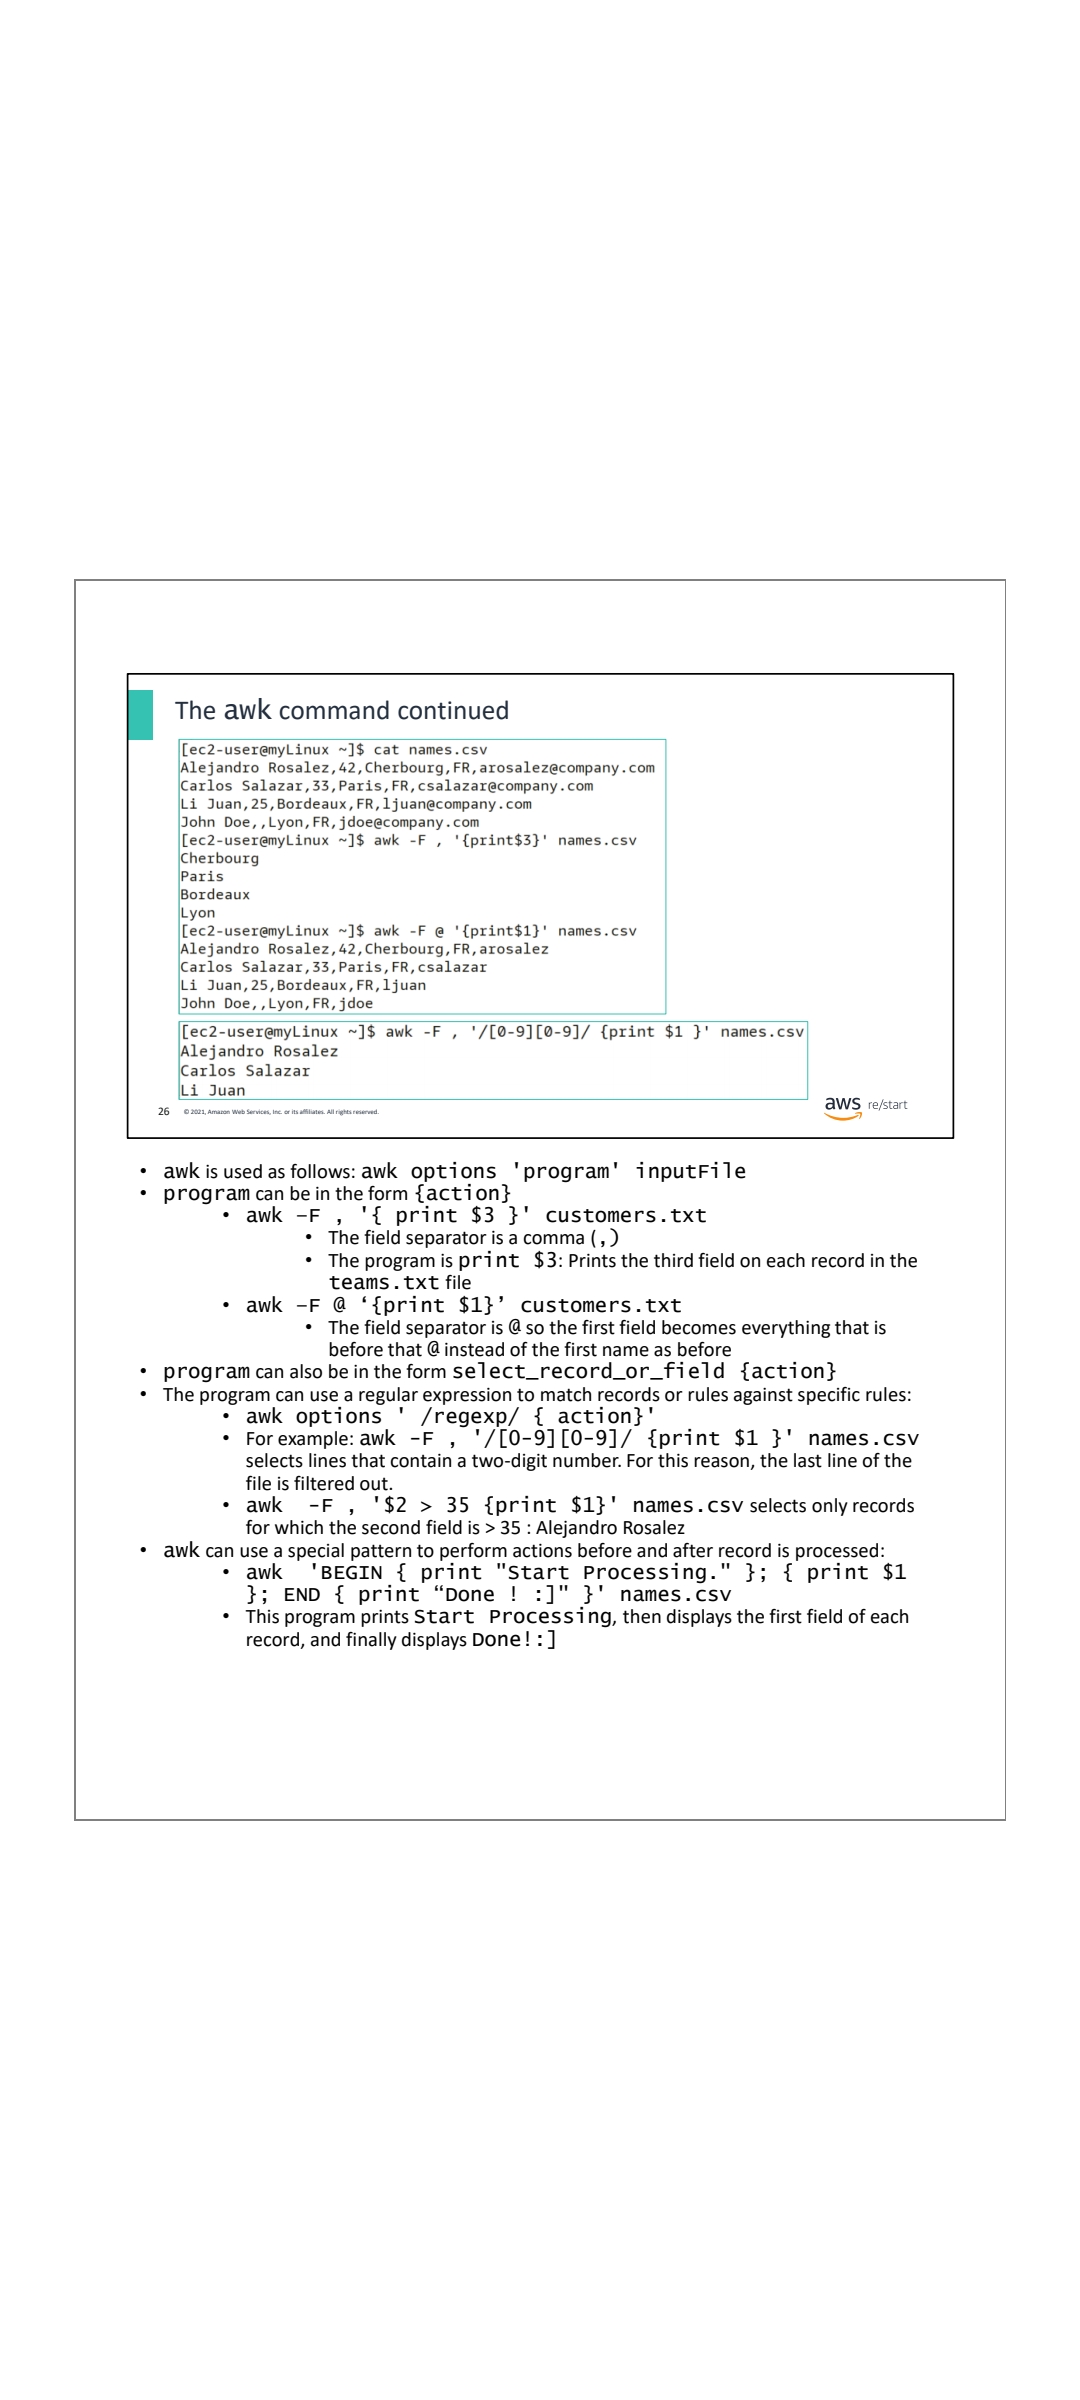 The awk command continued
[ec2-user@myLinux ~]$ cat names.csv
Alejandro Rosalez,42,Cherbourg,FR,arosalez@company.com
Carlos Salazar,33,Paris,FR,csalazar@company.com
Li Juan,25,Bordeaux,FR,ljuan@company.com
John Doe,,Lyon,FR,jdoe@company.com
[ec2-user@myLinux ~]$ awk -F , '{print$3}' names.csv
Cherbourg
Paris
Bordeaux
Lyon
[ec2-user@myLinux ~]$ awk -F @ '{print$1}' names.csv
Alejandro Rosalez,42,Cherbourg,FR,arosalez
Carlos Salazar,33,Paris,FR,csalazar
Li Juan,25,Bordeaux,FR,ljuan
John Doe,,Lyon,FR,jdoe
[ec2-user@myLinux ~]$ awk -F , '/[0-9][0-9]/ {print $1 }' names.csv
Alejandro Rosalez
Carlos Salazar
Li Juan
26 © 2021, Amazon Web Services, Inc. or its affiliates. All rights reserved.
aws re/start
• awk is used as follows: awk options 'program' inputFile
• program can be in the form {action}
• awk –F , '{ print $3 }' customers.txt
• The field separator is a comma (,)
• The program is print $3: Prints the third field on each record in the
teams.txt file
• awk –F @ ‘{print $1}’ customers.txt
• The field separator is @ so the first field becomes everything that is
before that @ instead of the first name as before
• program can also be in the form select_record_or_field {action}
• The program can use a regular expression to match records or rules against specific rules:
• awk options ' /regexp/ { action}'
• For example: awk -F , '/[0-9][0-9]/ {print $1 }' names.csv
selects lines that contain a two-digit number. For this reason, the last line of the
file is filtered out.
• awk  -F , '$2 > 35 {print $1}' names.csv selects only records
for which the second field is > 35 : Alejandro Rosalez
• awk can use a special pattern to perform actions before and after record is processed:
• awk  'BEGIN { print "Start Processing." }; { print $1
}; END { print “Done ! :]" }' names.csv
• This program prints Start Processing, then displays the first field of each
record, and finally displays Done!:]